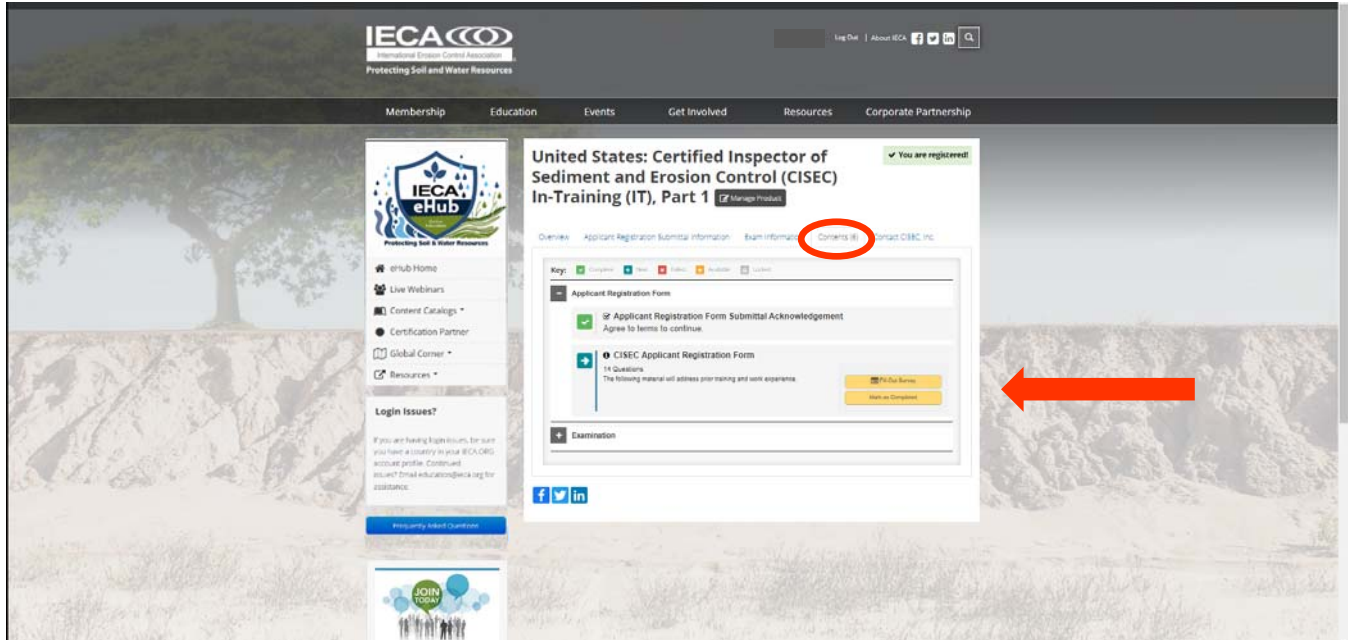 IECA
International Erosion Control Association
Protecting Soil and Water Resources
Log Out | About IECA
Membership Education Events Get Involved Resources Corporate Partnership
IECA
eHub
Protecting Soil & Water Resources
eHub Home
Live Webinars
Content Catalogs
Certification Partner
Global Corner
Resources
Login Issues?
If you are having login issues, be sure
you have a country in your IECA.ORG
account profile. Continued
issues? Email education@ieca.org for
assistance.
Frequently Asked Questions
JOIN
TODAY
United States: Certified Inspector of
Sediment and Erosion Control (CISEC)
In-Training (IT), Part 1 Manage Product
You are registered!
Overview Applicant Registration Submittal Information Exam Information Contents (6) Contact CISEC, Inc.
Key: Complete Next Failed Available Locked
Applicant Registration Form
Applicant Registration Form Submittal Acknowledgement
Agree to terms to continue.
CISEC Applicant Registration Form
14 Questions
The following material will address prior training and work experience.
Fill Out Survey
Mark as Completed
Examination